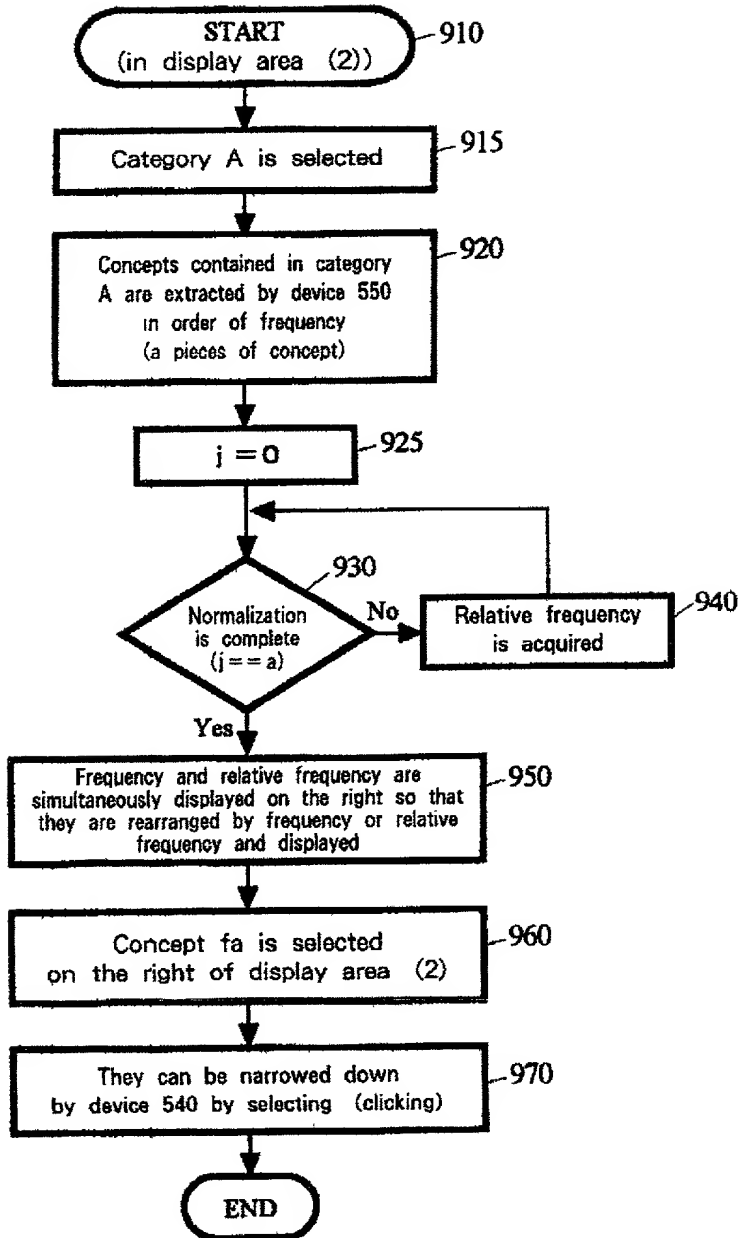 START
(in display area (2))
910
Category A is selected
915
Concepts contained in category
A are extracted by device 550
in order of frequency
(a pieces of concept)
920
j = 0
925
930
Normalization
is complete
(j == a)
No
Relative frequency
is acquired
940
Yes
Frequency and relative frequency are
simultaneously displayed on the right so that
they are rearranged by frequency or relative
frequency and displayed
950
Concept fa is selected
on the right of display area (2)
960
They can be narrowed down
by device 540 by selecting (clicking)
970
END